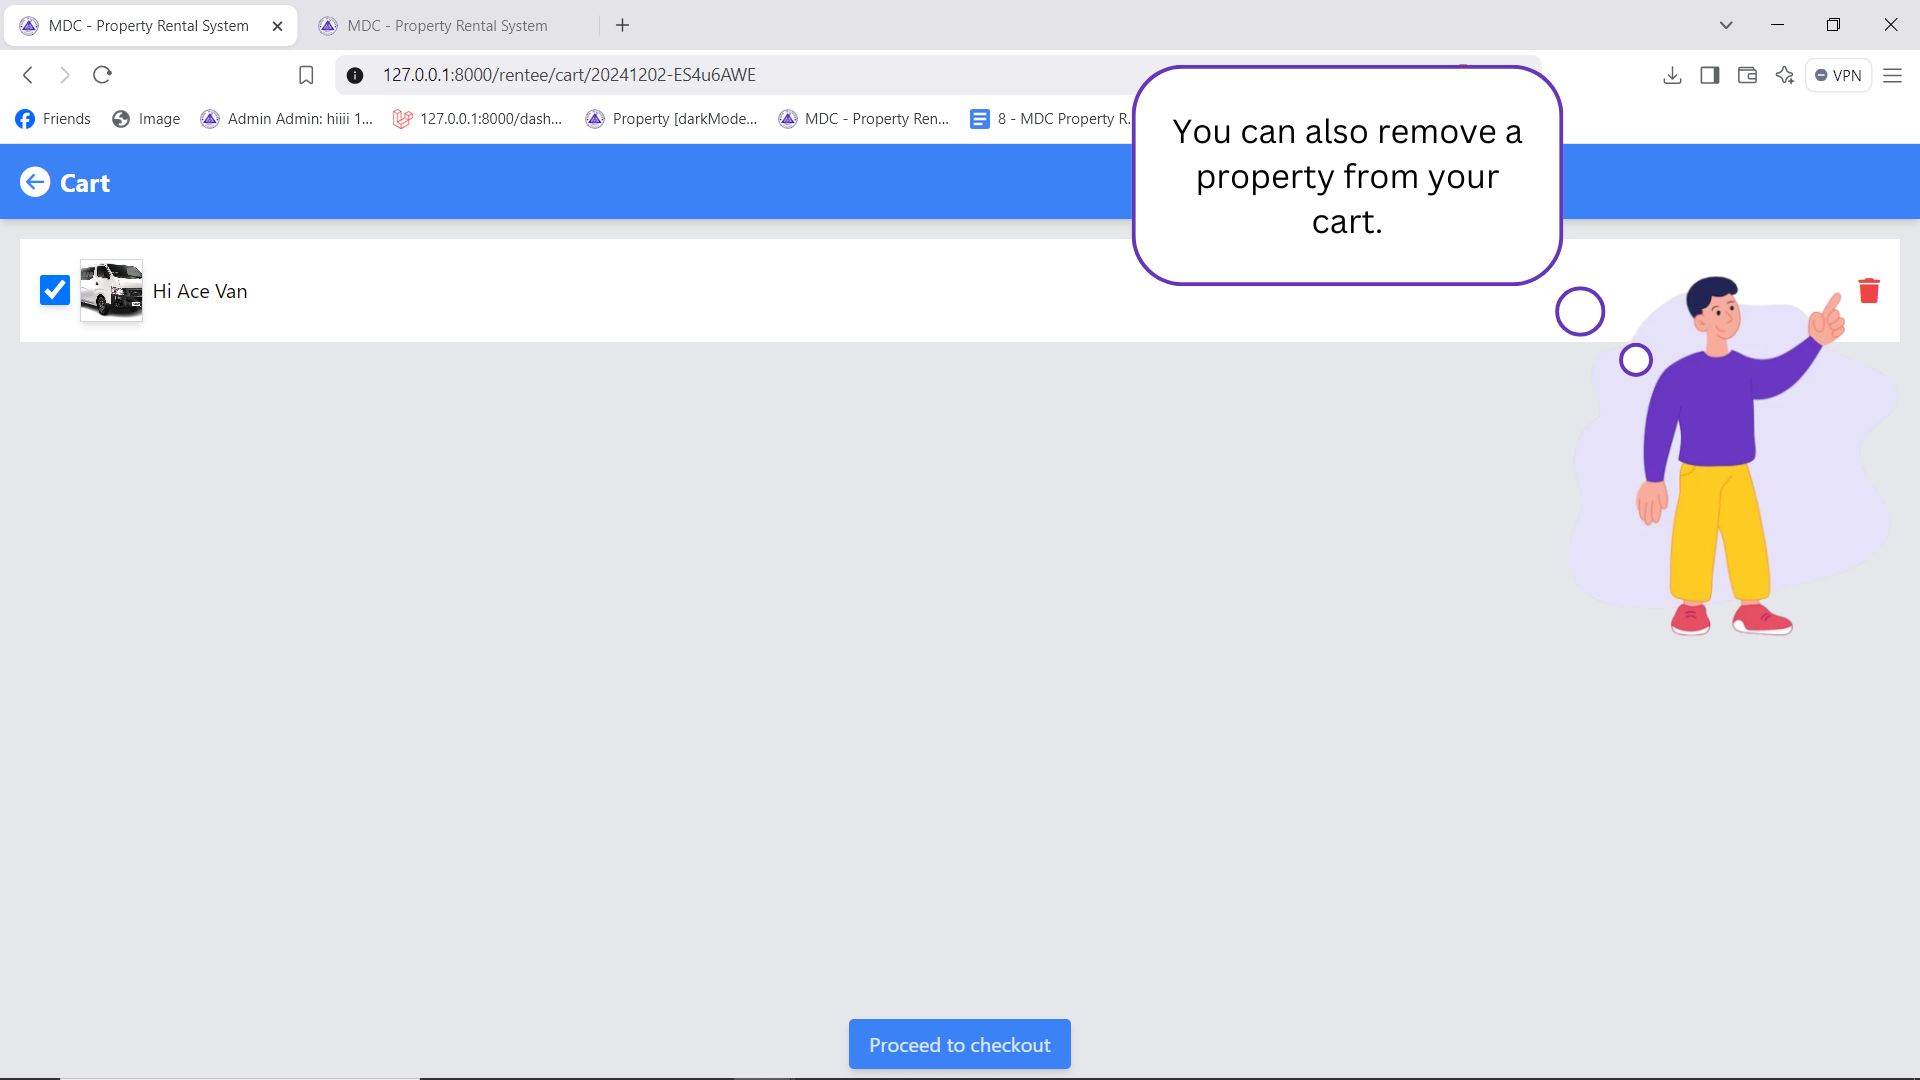 MDC - Property Rental System
MDC - Property Rental System
127.0.0.1:8000/rentee/cart/20241202-ES4u6AWE
VPN
Friends
Image
Admin Admin: hiiii 1...
127.0.0.1:8000/dash...
Property [darkMode...
MDC - Property Ren...
8 - MDC Property R.
You can also remove a
property from your
cart.
Cart
Hi Ace Van
Proceed to checkout